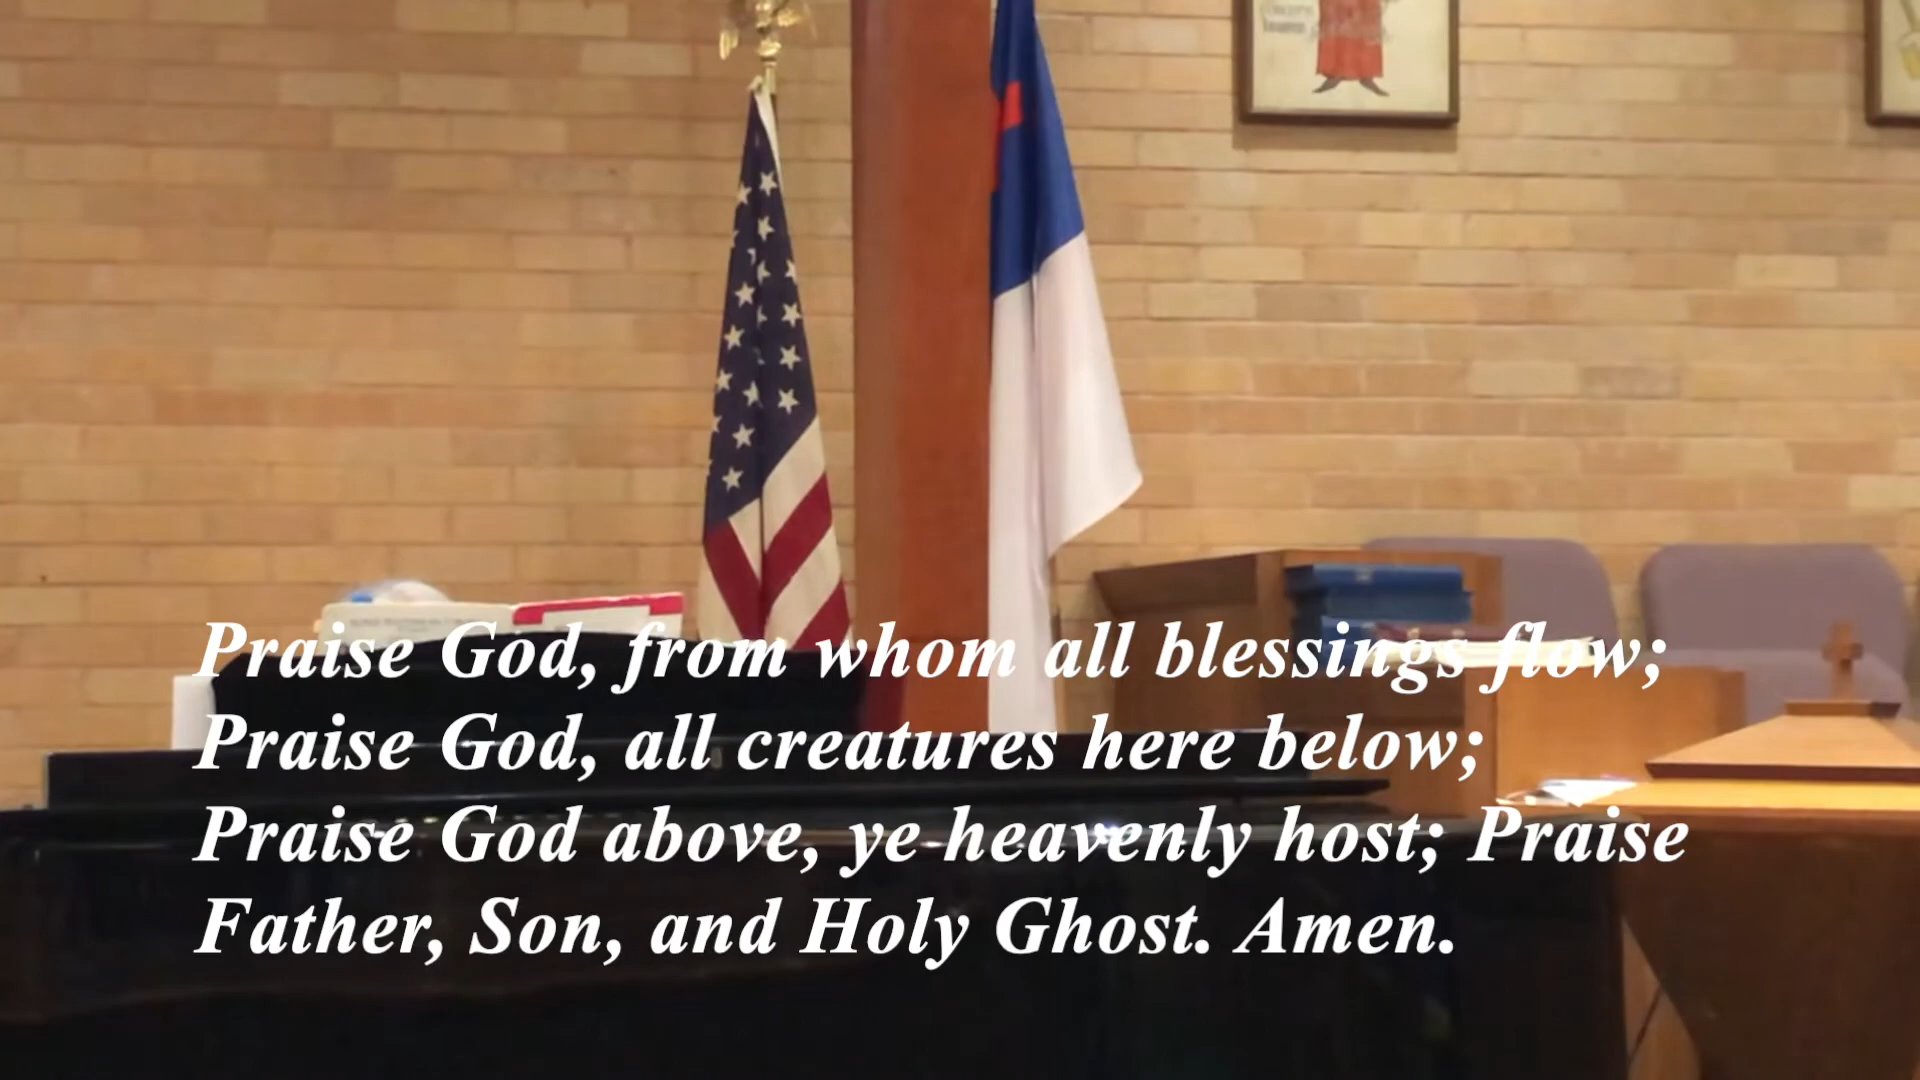 Praise God, from whom all blessings flow;
Praise God, all creatures here below;
Praise God above, ye heavenly host; Praise
Father, Son, and Holy Ghost. Amen.